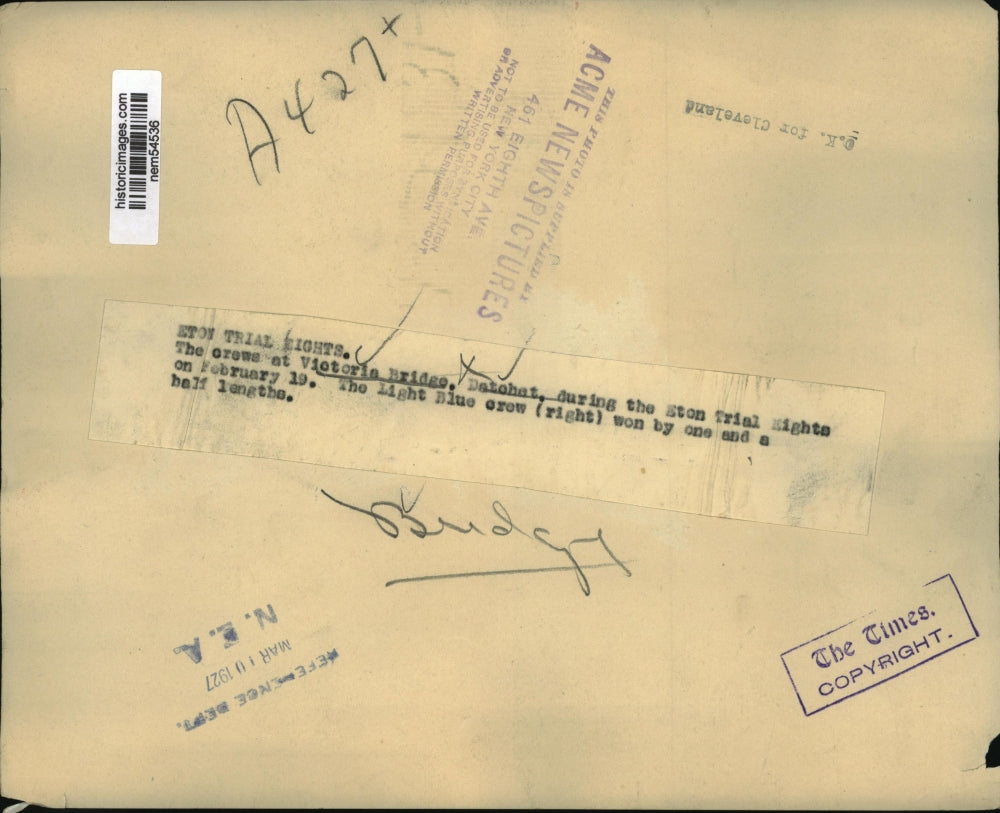 A427x
historicimages.com
nem54536
THIS PHOTO IS SUPPLIED BY
ACME NEWSPICTURES
461 EIGHTH AVE.
NEW YORK CITY
NOT TO BE USED FOR
OR ADVERTISING PURPOSES WITHOUT
WRITTEN PERMISSION
O.K. for Cleveland
ETON TRIAL EIGHTS.
The crews at Victoria Bridge, Datchet, during the Eton Trial Eights
on February 19. The Light Blue crew (right) won by one and a
half lengths.
N.E.A.
MAR 10 1927
REFERENCE DEPT.
The Times.
COPYRIGHT.